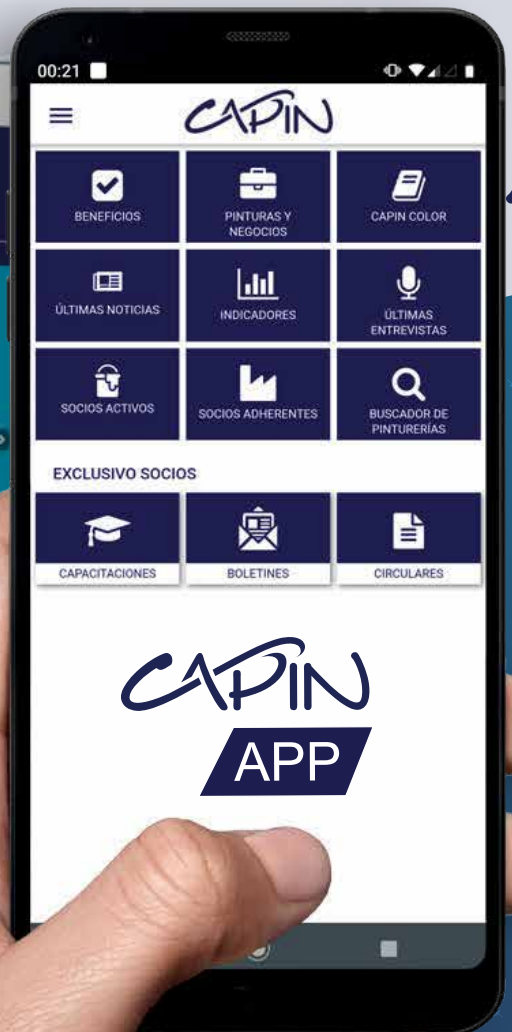 00:21
CAPIN
BENEFICIOS
PINTURAS Y
NEGOCIOS
CAPIN COLOR
ÚLTIMAS NOTICIAS
INDICADORES
ÚLTIMAS
ENTREVISTAS
SOCIOS ACTIVOS
SOCIOS ADHERENTES
BUSCADOR DE
PINTURERÍAS
EXCLUSIVO SOCIOS
CAPACITACIONES
BOLETINES
CIRCULARES
CAPIN
APP